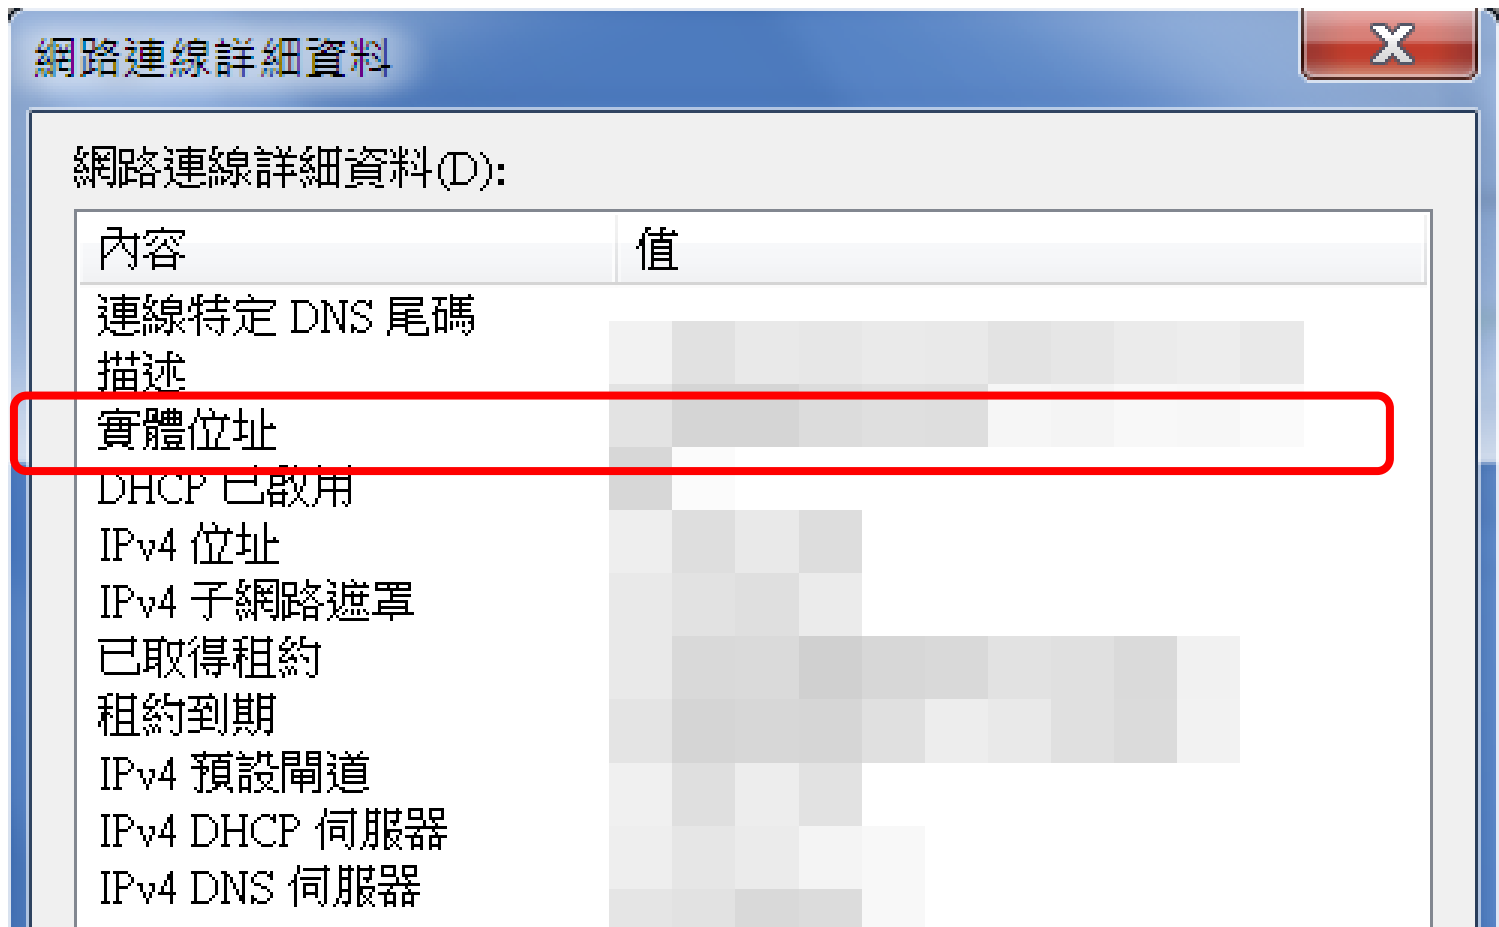 網路連線詳細資料
網路連線詳細資料(D):
內容 值
連線特定 DNS 尾碼
描述
實體位址
DHCP 已啟用
IPv4 位址
IPv4 子網路遮罩
已取得租約
租約到期
IPv4 預設閘道
IPv4 DHCP 伺服器
IPv4 DNS 伺服器